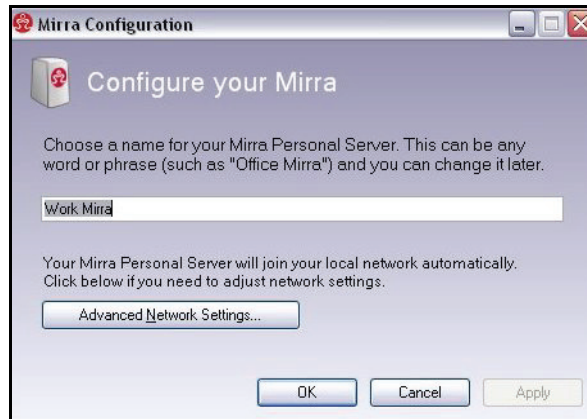 Mirra Configuration
Configure your Mirra
Choose a name for your Mirra Personal Server. This can be any
word or phrase (such as "Office Mirra") and you can change it later.
Work Mirra
Your Mirra Personal Server will join your local network automatically.
Click below if you need to adjust network settings.
Advanced Network Settings...
OK Cancel Apply